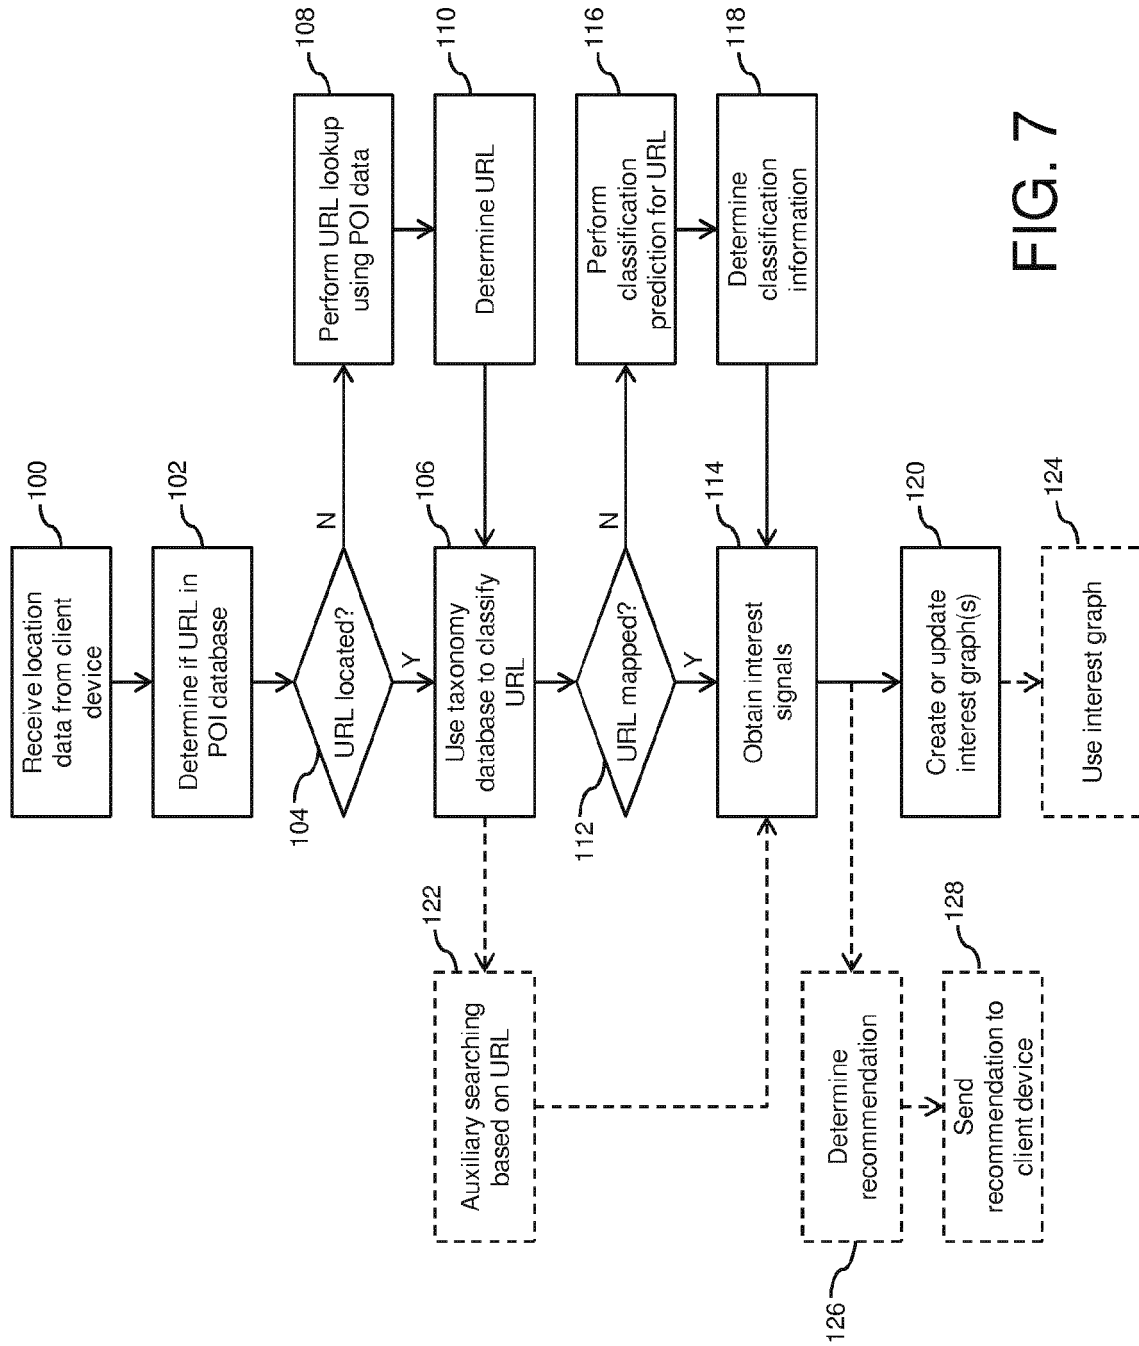 100
Receive location
data from client
device
102
Determine if URL in
POI database
104
URL located?
N
Y
108
Perform URL lookup
using POI data
110
Determine URL
106
Use taxonomy
database to classify
URL
122
Auxiliary searching
based on URL
112
URL mapped?
N
Y
116
Perform
classification
prediction for URL
118
Determine
classification
information
114
Obtain interest
signals
120
Create or update
interest graph(s)
124
Use interest graph
126
Determine
recommendation
128
Send
recommendation to
client device
FIG. 7